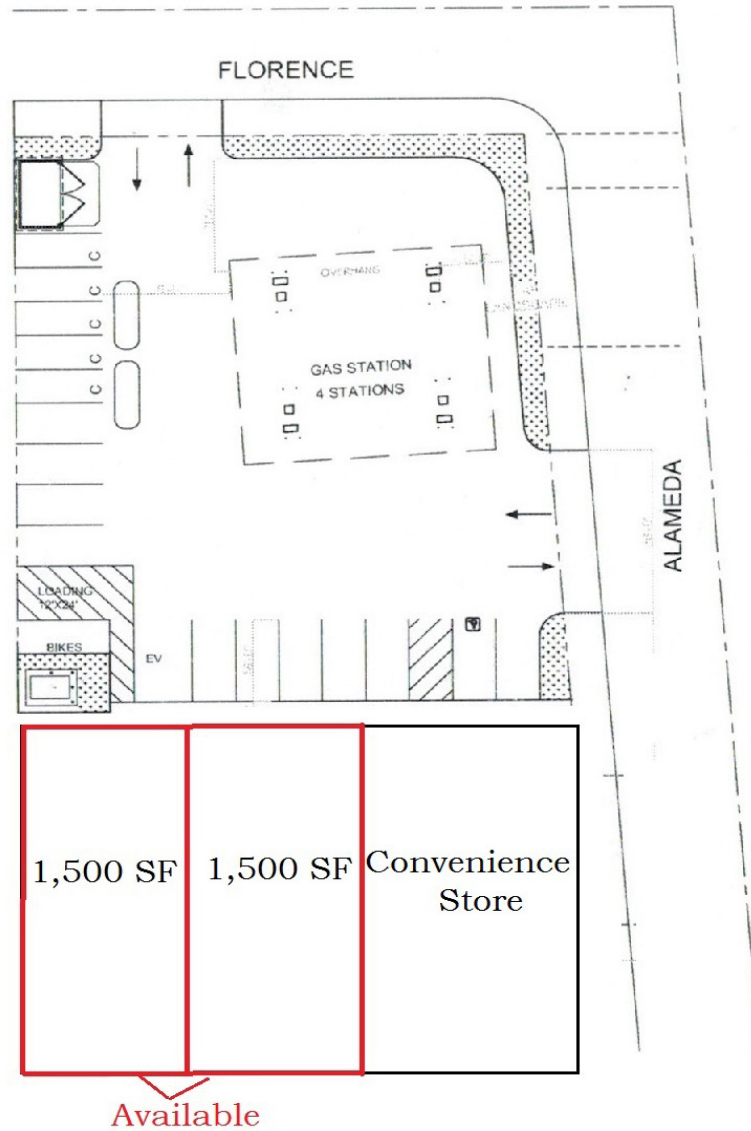 FLORENCE
C
C
C
C
C
OVERHANG
GAS STATION
4 STATIONS
ALAMEDA
LOADING
12'X24'
BIKES
EV
1,500 SF
1,500 SF
Convenience
Store
Available